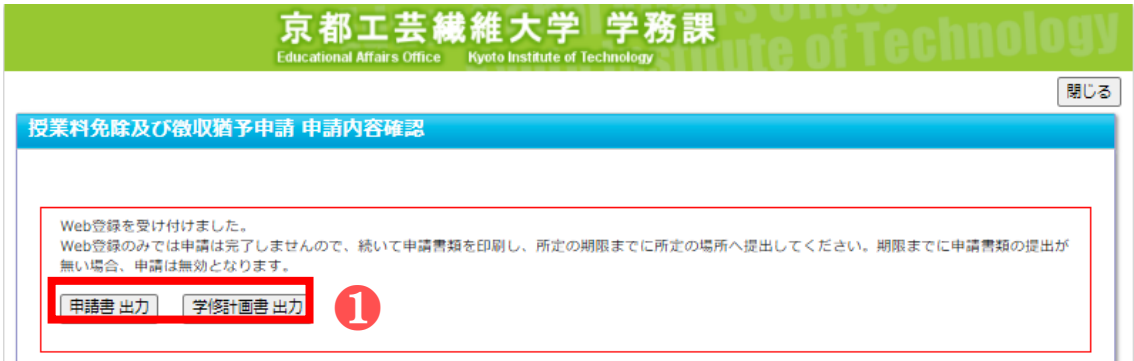 京都工芸繊維大学 学務課
Educational Affairs Office Kyoto Institute of Technology
閉じる
授業料免除及び徴収猶予申請 申請内容確認
Web登録を受け付けました。
Web登録のみでは申請は完了しませんので、続いて申請書類を印刷し、所定の期限までに所定の場所へ提出してください。期限までに申請書類の提出が
無い場合、申請は無効となります。
申請書 出力 学修計画書 出力 ❶